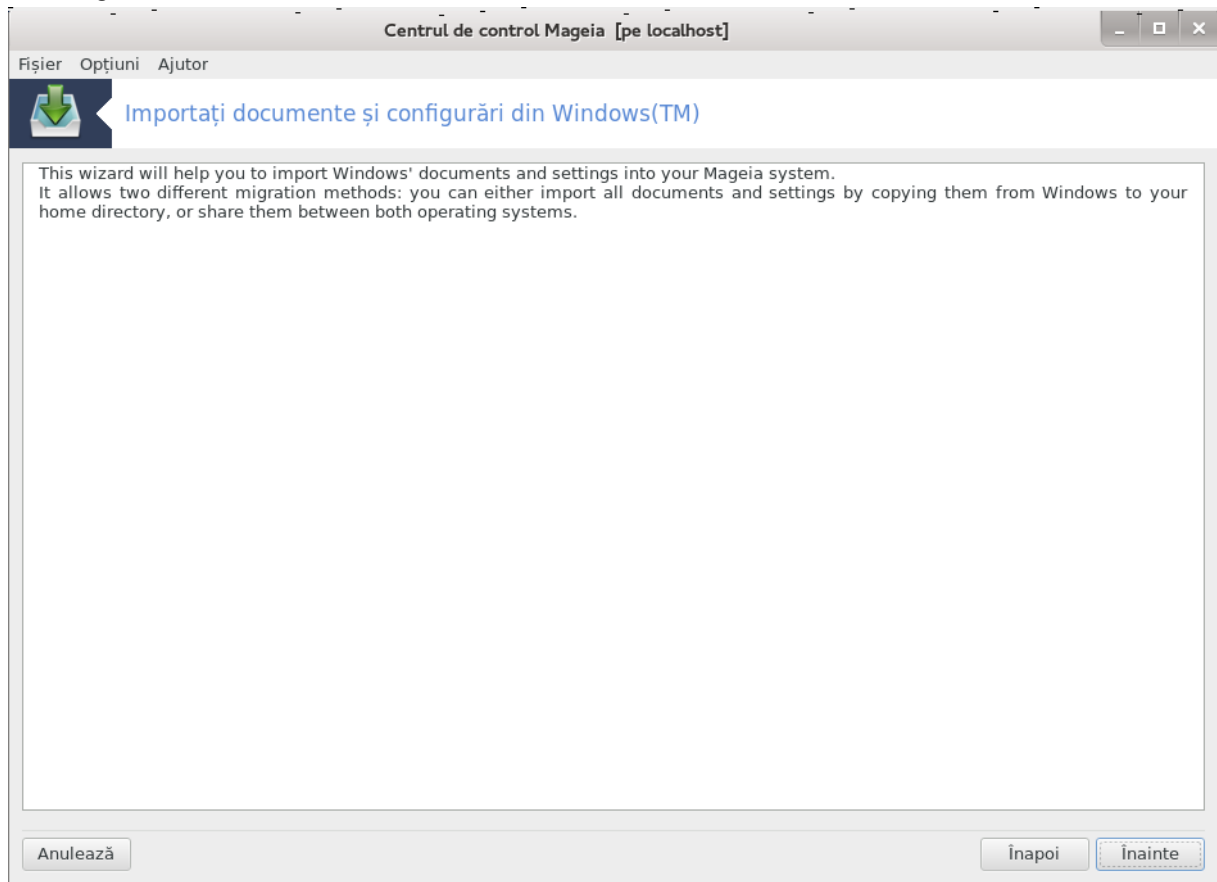 Centrul de control Mageia [pe localhost]
Fișier Opțiuni Ajutor
Importați documente și configurări din Windows(TM)
This wizard will help you to import Windows' documents and settings into your Mageia system.
It allows two different migration methods: you can either import all documents and settings by copying them from Windows to your
home directory, or share them between both operating systems.
Anulează Înapoi Înainte